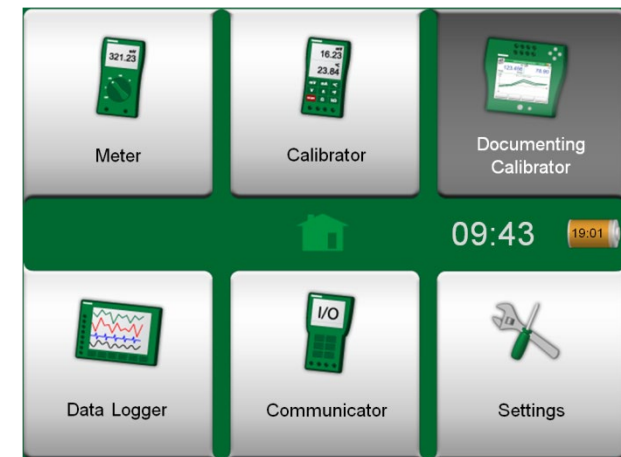 321.23
Meter
16.23
23.84
Calibrator
Documenting
Calibrator
09:43
19:01
Data Logger
I/O
Communicator
Settings